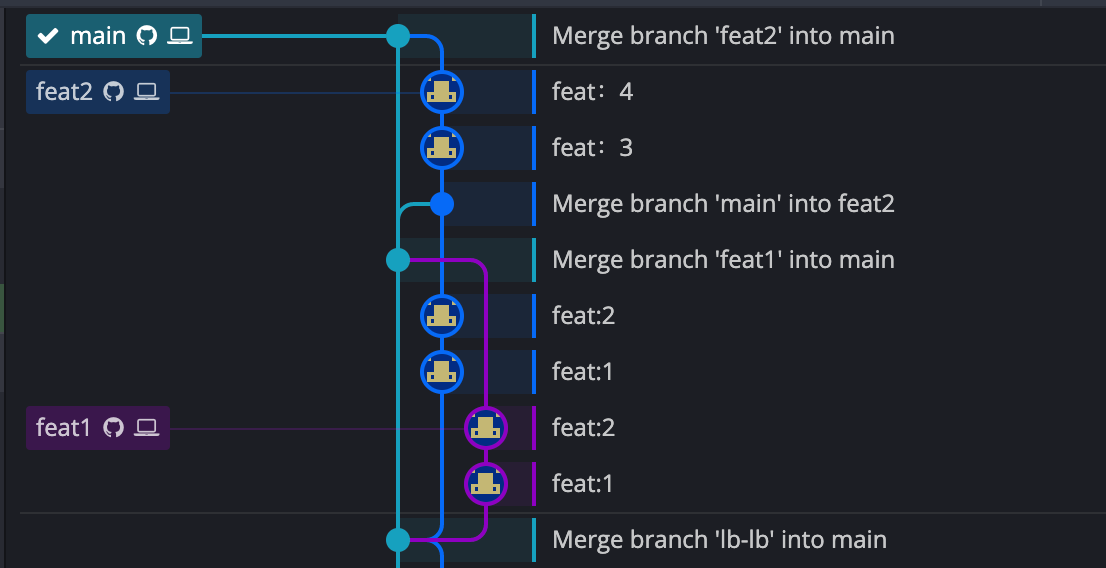 main
Merge branch 'feat2' into main
feat2
feat：4
feat：3
Merge branch 'main' into feat2
Merge branch 'feat1' into main
feat:2
feat:1
feat1
feat:2
feat:1
Merge branch 'lb-lb' into main